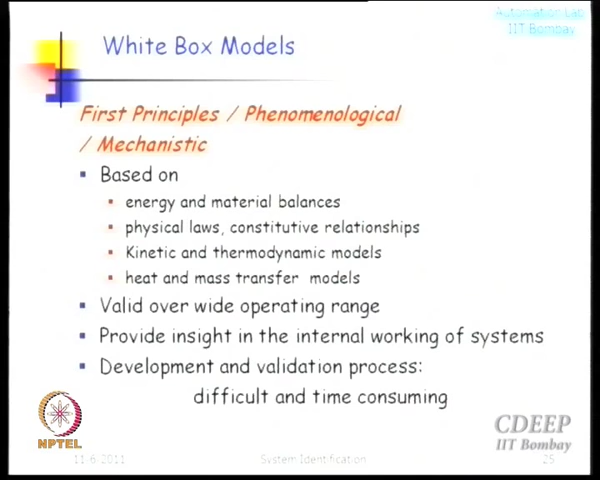 Automation Lab
IIT Bombay
White Box Models
First Principles / Phenomenological
/ Mechanistic
Based on
energy and material balances
physical laws, constitutive relationships
Kinetic and thermodynamic models
heat and mass transfer models
Valid over wide operating range
Provide insight in the internal working of systems
Development and validation process:
difficult and time consuming
NPTEL
CDEEP
IIT Bombay
11.6.2011
System Identification
25